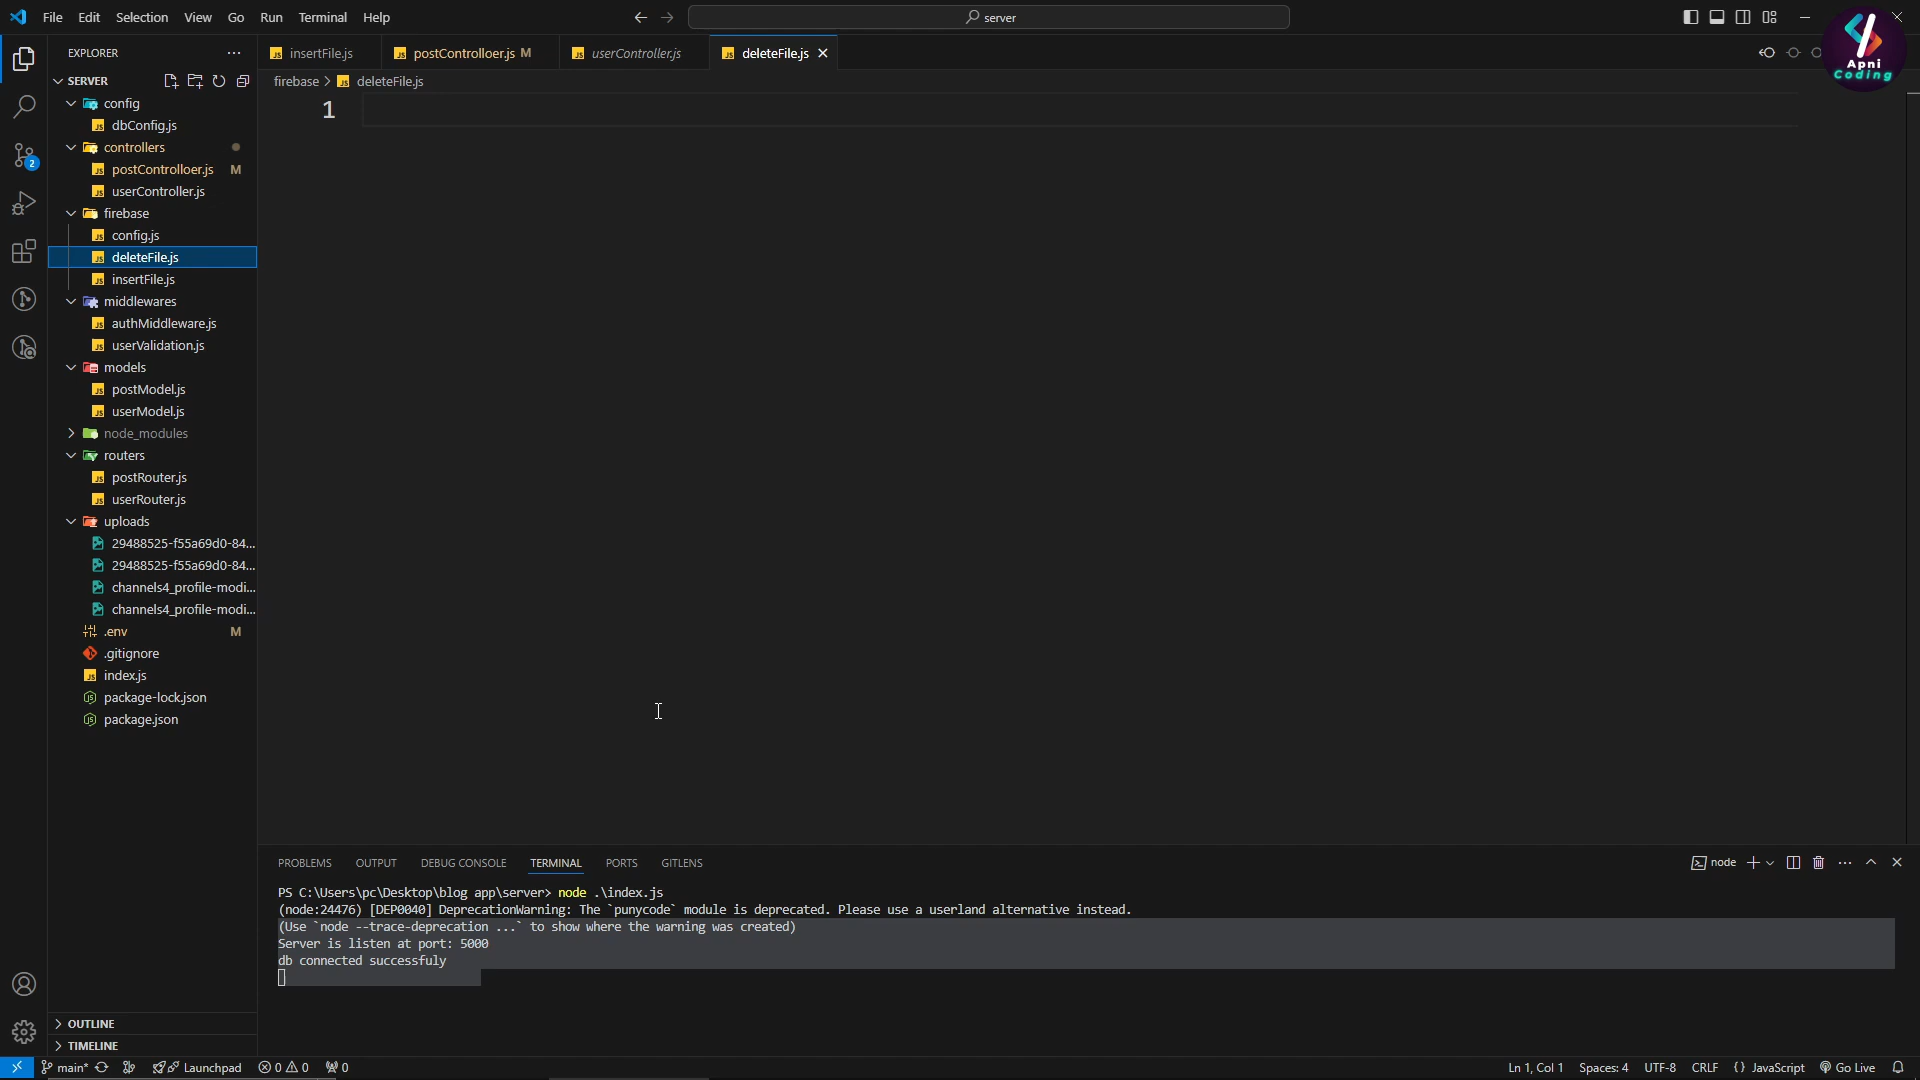 File Edit Selection View Go Run Terminal Help
server
Apni
Coding
EXPLORER
insertFile.js
postControlloer.js M
userController.js
deleteFile.js
SERVER
firebase > deleteFile.js
1
config
dbConfig.js
controllers
postControlloer.js M
userController.js
firebase
config.js
deleteFile.js
insertFile.js
middlewares
authMiddleware.js
userValidation.js
models
postModel.js
userModel.js
node_modules
routers
postRouter.js
userRouter.js
uploads
29488525-f55a69d0-84...
29488525-f55a69d0-84...
channels4_profile-modi...
channels4_profile-modi...
.env M
.gitignore
index.js
package-lock.json
package.json
OUTLINE
TIMELINE
PROBLEMS OUTPUT DEBUG CONSOLE TERMINAL PORTS GITLENS
node
PS C:\Users\pc\Desktop\blog app\server> node .\index.js
(node:24476) [DEP0040] DeprecationWarning: The `punycode` module is deprecated. Please use a userland alternative instead.
(Use `node --trace-deprecation ...` to show where the warning was created)
Server is listen at port: 5000
db connected successfuly
2
main* Launchpad 0 0 0
Ln 1, Col 1 Spaces: 4 UTF-8 CRLF {} JavaScript Go Live